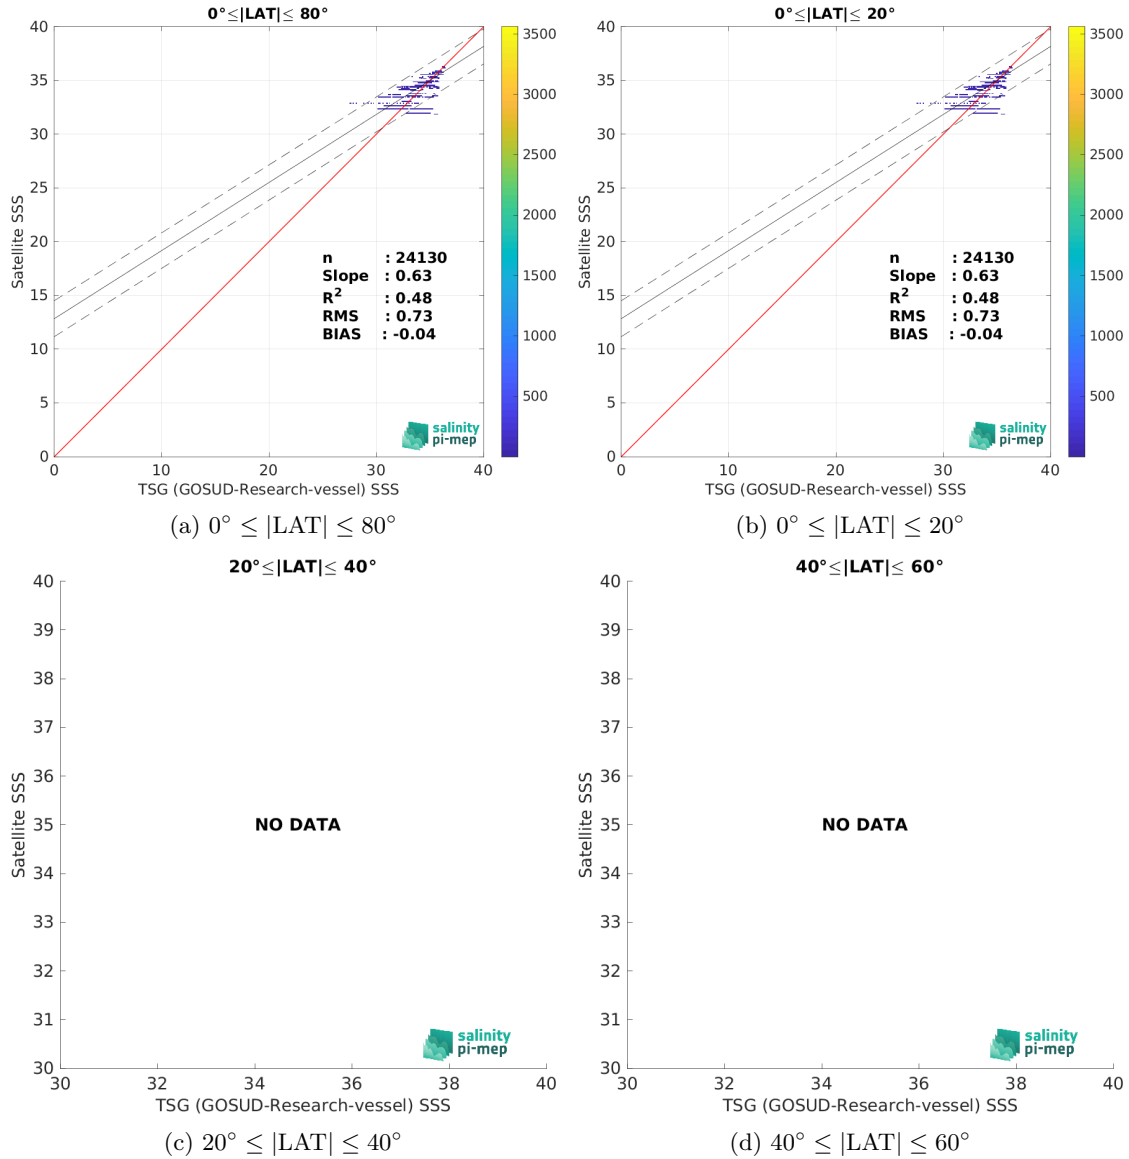 0°≤|LAT|≤ 80°
40
35
30
25
20
15
10
5
0
Satellite SSS
n : 24130
Slope : 0.63
R² : 0.48
RMS : 0.73
BIAS : -0.04
salinity
pi-mep
0 10 20 30 40
TSG (GOSUD-Research-vessel) SSS
3500
3000
2500
2000
1500
1000
500
(a) 0° ≤ |LAT| ≤ 80°
0°≤|LAT|≤ 20°
40
35
30
25
20
15
10
5
0
Satellite SSS
n : 24130
Slope : 0.63
R² : 0.48
RMS : 0.73
BIAS : -0.04
salinity
pi-mep
0 10 20 30 40
TSG (GOSUD-Research-vessel) SSS
3500
3000
2500
2000
1500
1000
500
(b) 0° ≤ |LAT| ≤ 20°
20°≤|LAT|≤ 40°
40
39
38
37
36
35
34
33
32
31
30
Satellite SSS
NO DATA
salinity
pi-mep
30 32 34 36 38 40
TSG (GOSUD-Research-vessel) SSS
(c) 20° ≤ |LAT| ≤ 40°
40°≤|LAT|≤ 60°
40
39
38
37
36
35
34
33
32
31
30
Satellite SSS
NO DATA
salinity
pi-mep
30 32 34 36 38 40
TSG (GOSUD-Research-vessel) SSS
(d) 40° ≤ |LAT| ≤ 60°